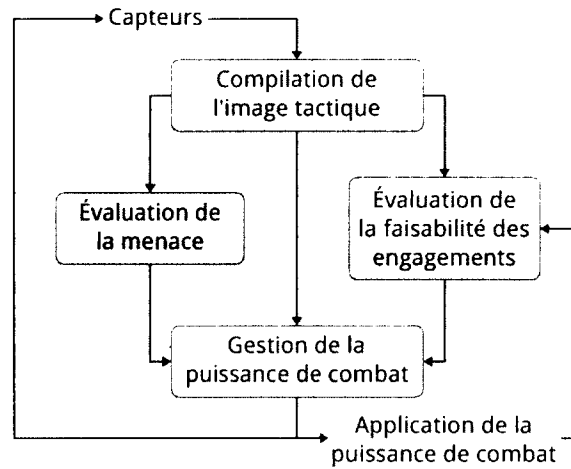 Capteurs
Compilation de
l'image tactique
Évaluation de
la menace
Évaluation de
la faisabilité des
engagements
Gestion de la
puissance de combat
Application de la
puissance de combat